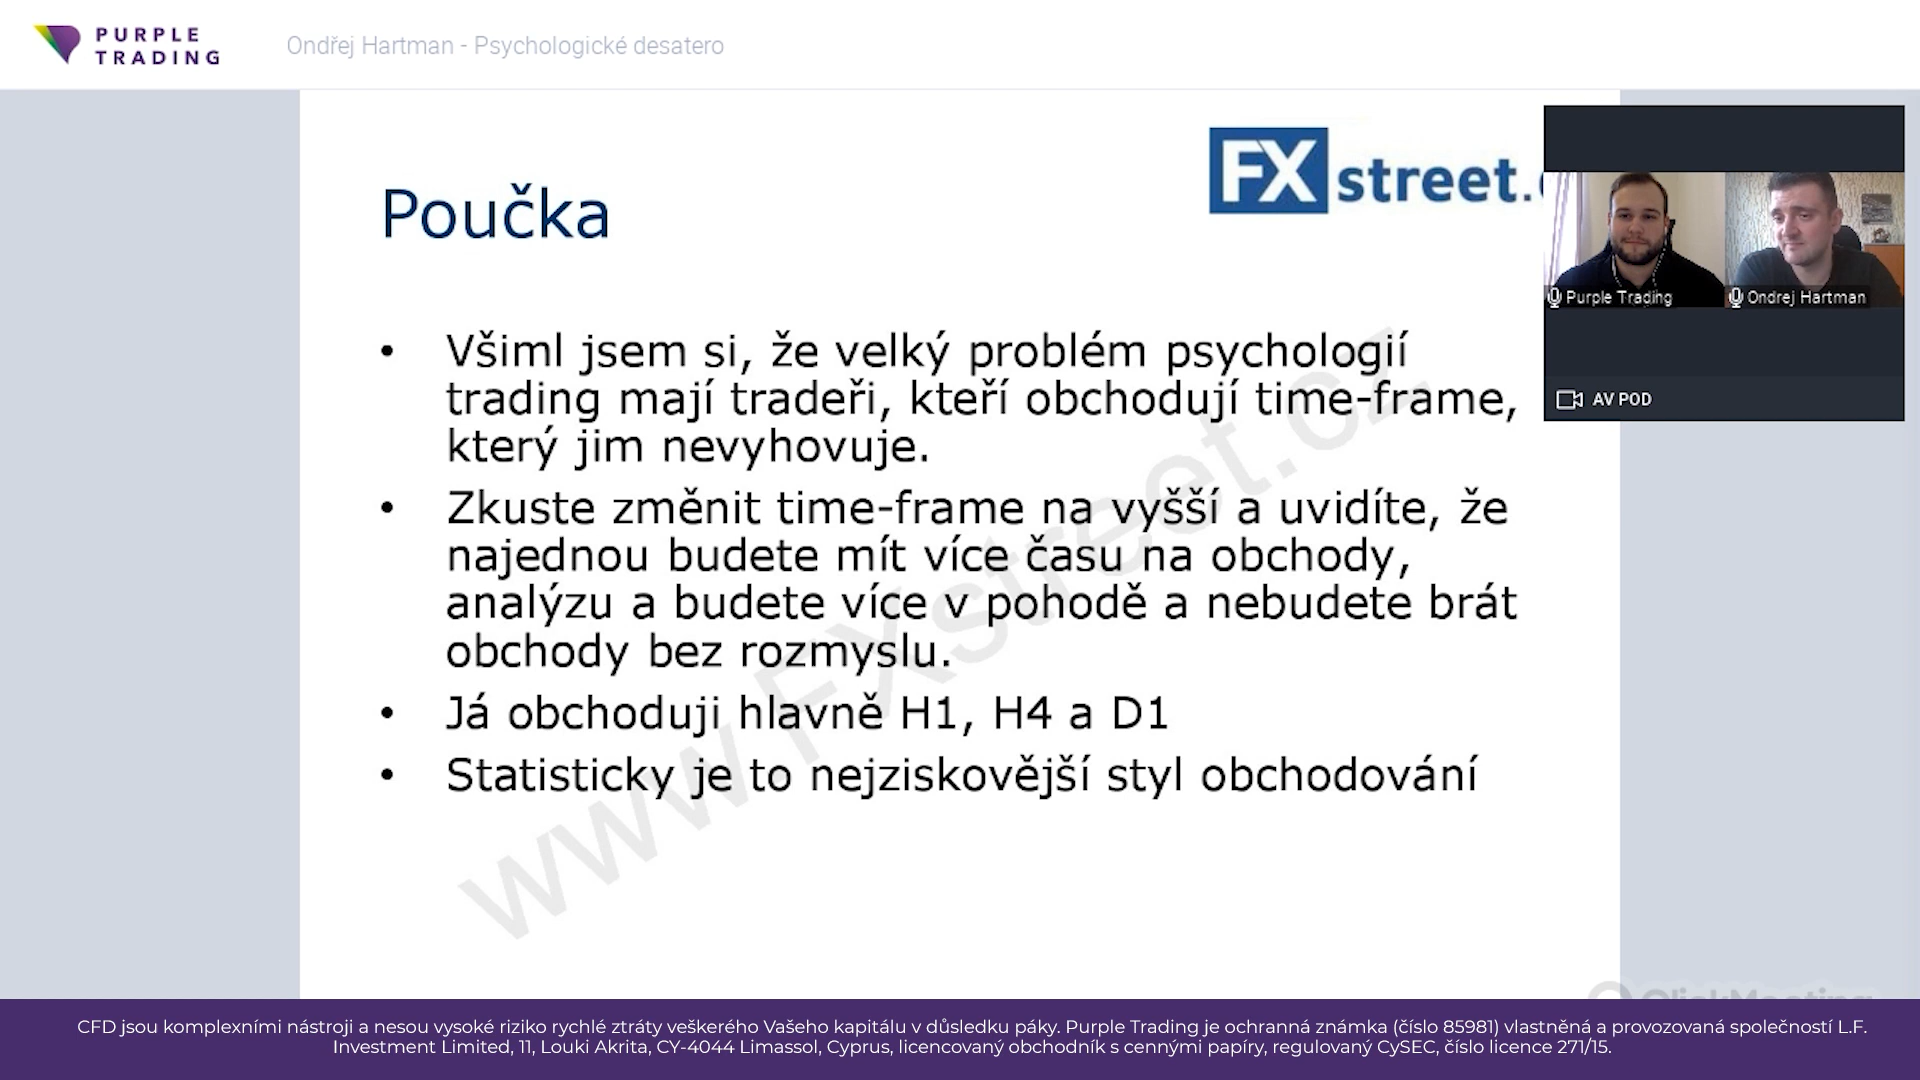 PURPLE
TRADING
Ondřej Hartman - Psychologické desatero
FXstreet.
Poučka
Purple Trading
Ondrej Hartman
AV POD
• Všiml jsem si, že velký problém psychologií
trading mají tradeři, kteří obchodují time-frame,
který jim nevyhovuje.
• Zkuste změnit time-frame na vyšší a uvidíte, že
najednou budete mít více času na obchody,
analýzu a budete více v pohodě a nebudete brát
obchody bez rozmyslu.
• Já obchoduji hlavně H1, H4 a D1
• Statisticky je to nejziskovější styl obchodování
www.FXstreet.cz
CFD jsou komplexními nástroji a nesou vysoké riziko rychlé ztráty veškerého Vašeho kapitálu v důsledku páky. Purple Trading je ochranná známka (číslo 85981) vlastněná a provozovaná společností L.F.
Investment Limited, 11, Louki Akrita, CY-4044 Limassol, Cyprus, licencovaný obchodník s cennými papíry, regulovaný CySEC, číslo licence 271/15.